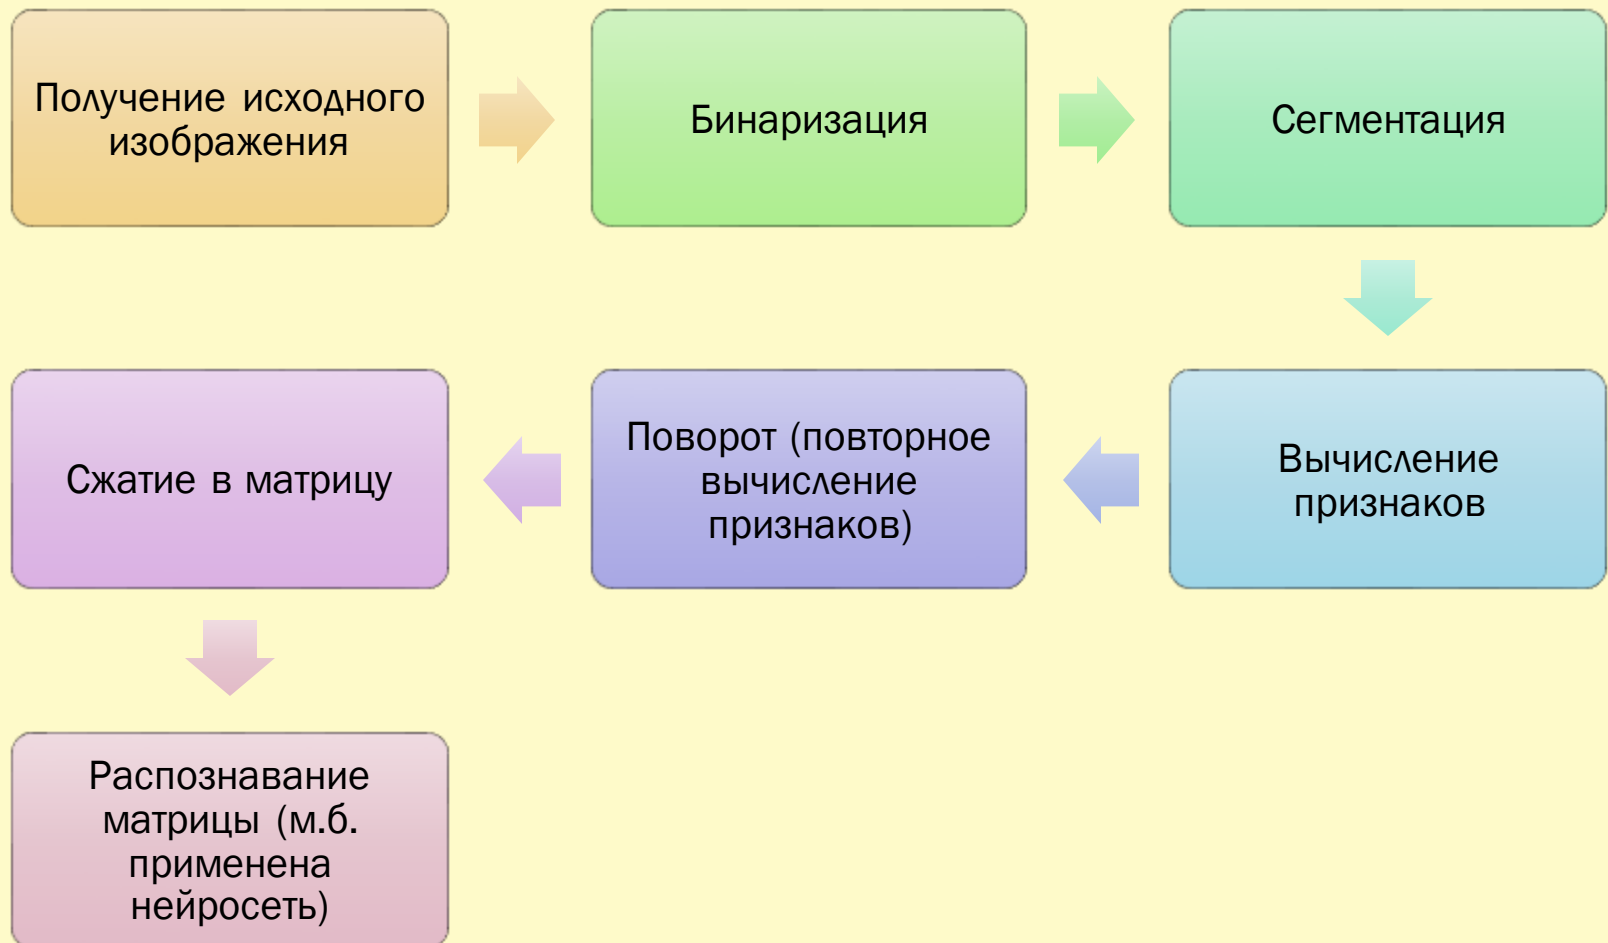 Получение исходного
изображения
Бинаризация
Сегментация
Вычисление
признаков
Поворот (повторное
вычисление
признаков)
Сжатие в матрицу
Распознавание
матрицы (м.б.
применена
нейросеть)